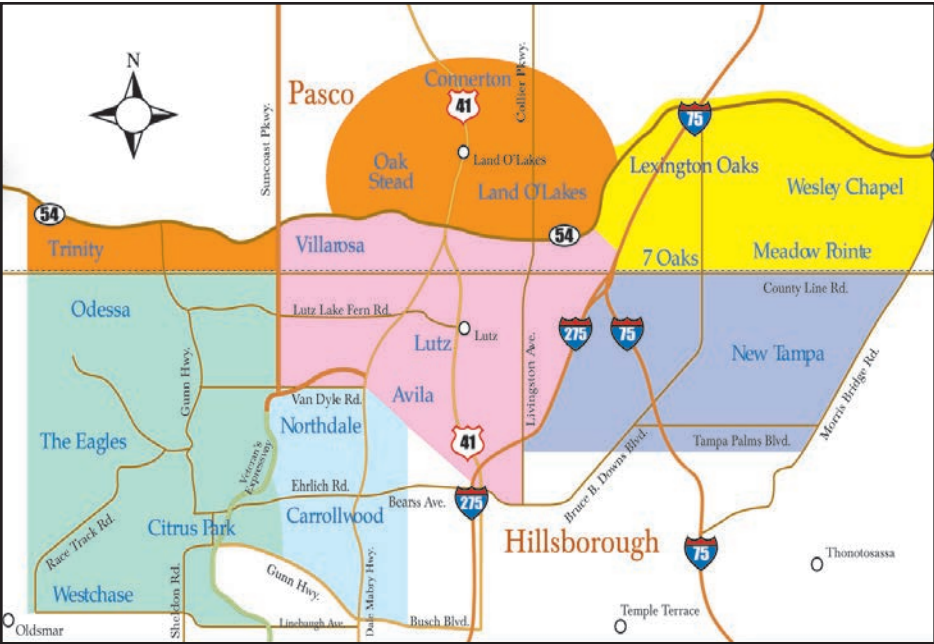 N
Pasco
Suncoast Pkwy.
Connerton
41
Collier Pkwy.
75
Land O'Lakes
Oak
Stead
Land O'Lakes
Lexington Oaks
Wesley Chapel
54
54
Trinity
Villarosa
7 Oaks
Meadow Pointe
County Line Rd.
Odessa
Lutz Lake Fern Rd.
Lutz
Lutz
275
75
New Tampa
Livingston Ave.
Gunn Hwy.
Avila
Van Dyle Rd.
Northdale
Morris Bridge Rd.
The Eagles
Veteran's
Expressway
41
Tampa Palms Blvd.
Bruce B. Downs Blvd.
Ehrlich Rd.
Bearss Ave.
275
Race Track Rd.
Citrus Park
Carrollwood
Hillsborough
75
Thonotosassa
Gunn Hwy.
Westchase
Sheldon Rd.
Dale Mabry Hwy.
Temple Terrace
Oldsmar
Linebaugh Ave.
Busch Blvd.